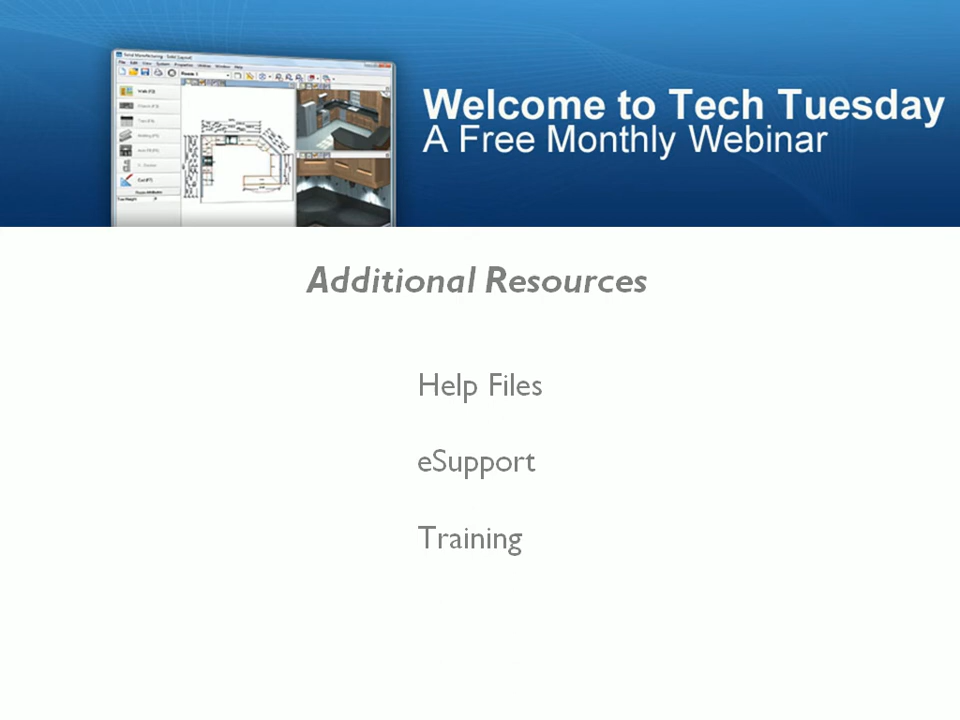 Welcome to Tech Tuesday
A Free Monthly Webinar
Additional Resources
Help Files
eSupport
Training